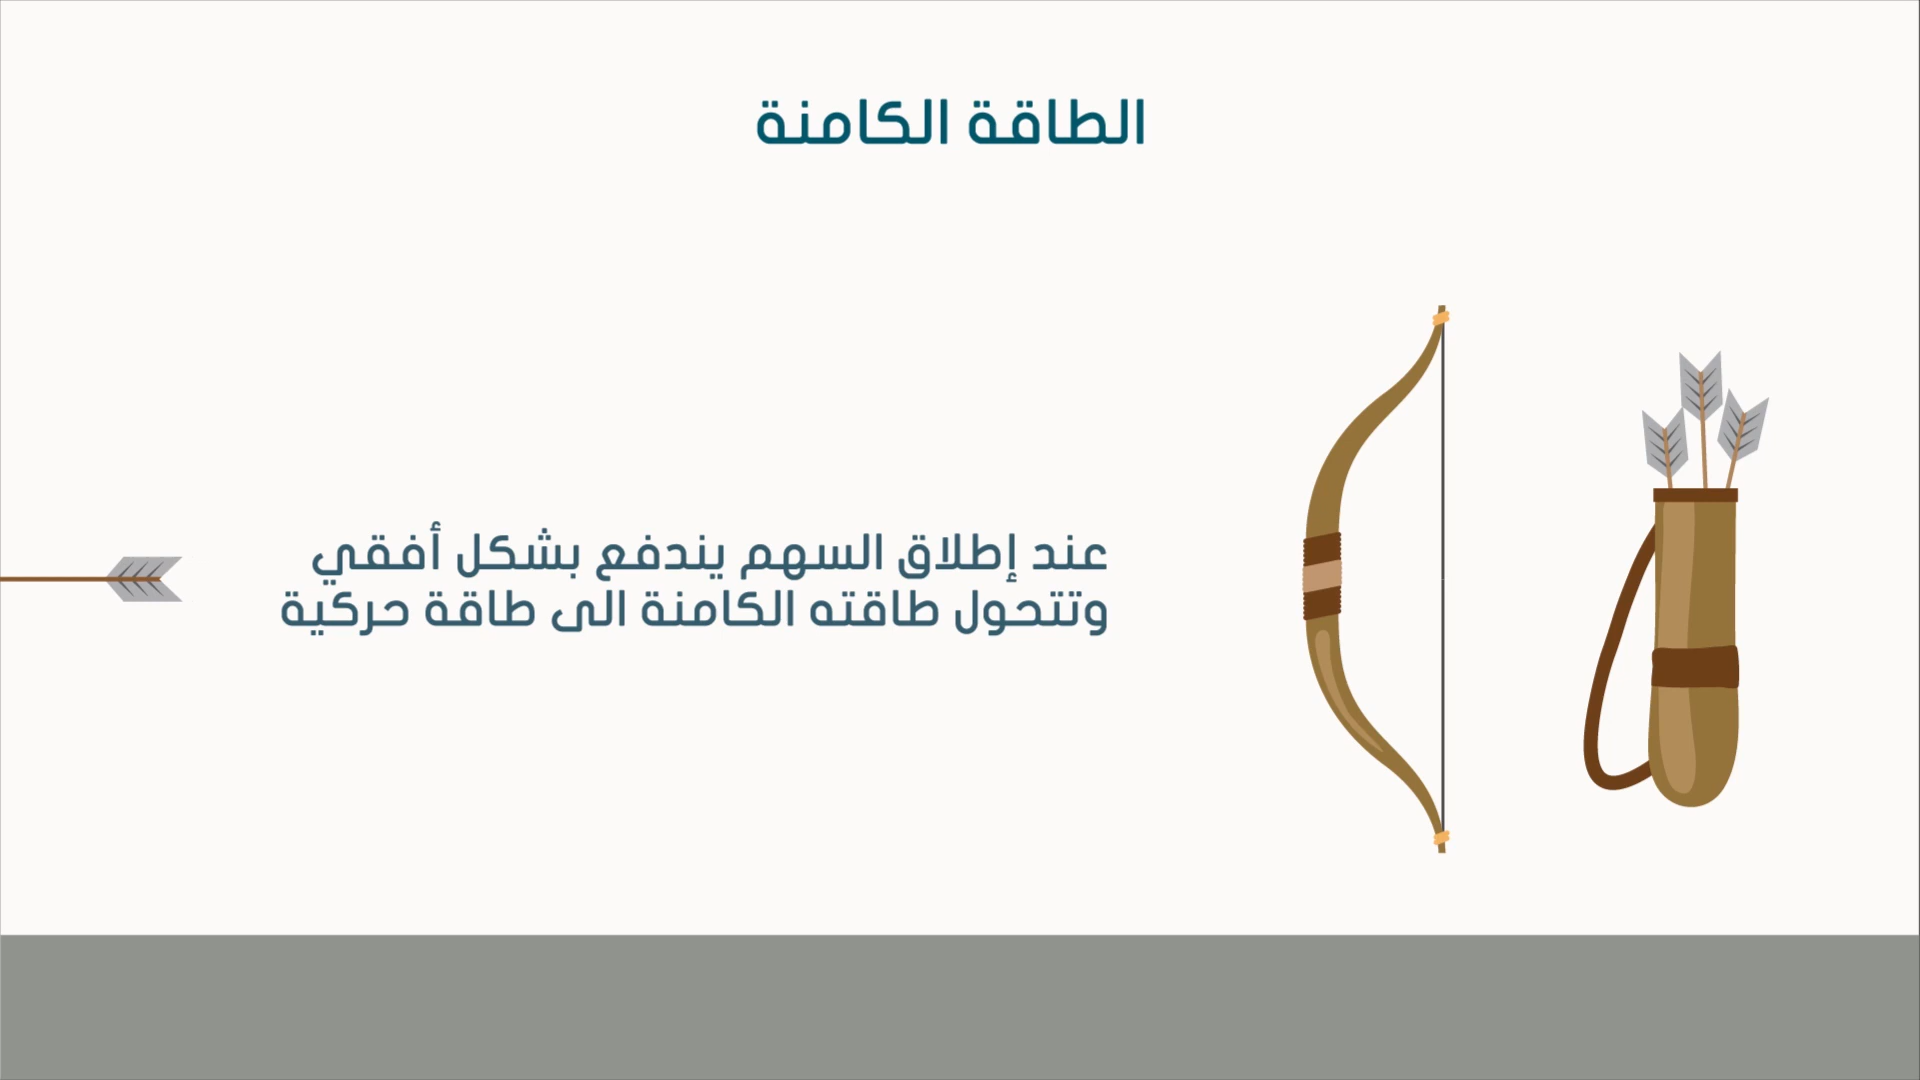 الطاقة الكامنة
عند إطلاق السهم يندفع بشكل أفقي
وتتحول طاقته الكامنة الى طاقة حركية